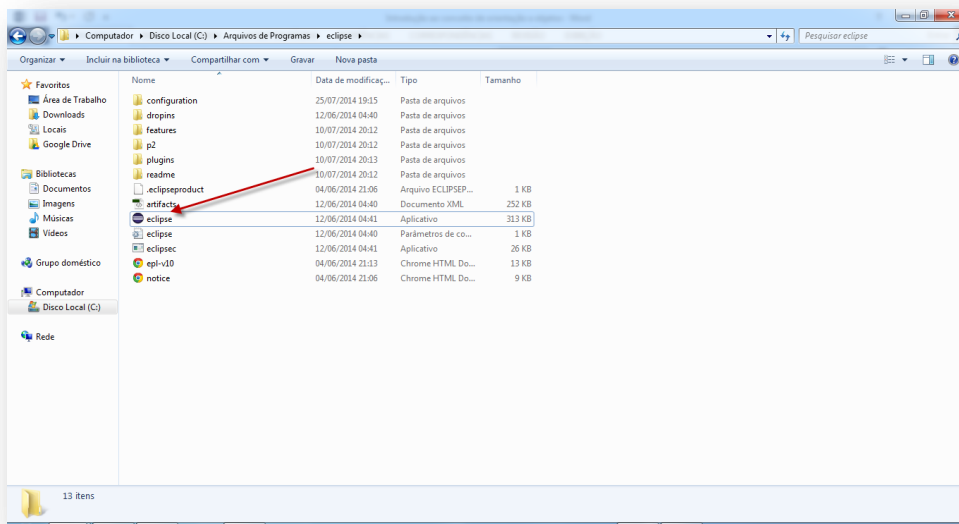 Computador ▸ Disco Local (C:) ▸ Arquivos de Programas ▸ eclipse ▸ Pesquisar eclipse
Organizar Incluir na biblioteca Compartilhar com Gravar Nova pasta
Favoritos
Área de Trabalho
Downloads
Locais
Google Drive
Bibliotecas
Documentos
Imagens
Músicas
Vídeos
Grupo doméstico
Computador
Disco Local (C:)
Rede
Nome Data de modificaç... Tipo Tamanho
configuration 25/07/2014 19:15 Pasta de arquivos
dropins 12/06/2014 04:40 Pasta de arquivos
features 10/07/2014 20:12 Pasta de arquivos
p2 10/07/2014 20:12 Pasta de arquivos
plugins 10/07/2014 20:13 Pasta de arquivos
readme 10/07/2014 20:12 Pasta de arquivos
.eclipseproduct 04/06/2014 21:06 Arquivo ECLIPSEP... 1 KB
artifacts 12/06/2014 04:40 Documento XML 252 KB
eclipse 12/06/2014 04:41 Aplicativo 313 KB
eclipse 12/06/2014 04:40 Parâmetros de co... 1 KB
eclipsec 12/06/2014 04:41 Aplicativo 26 KB
epl-v10 04/06/2014 21:13 Chrome HTML Do... 13 KB
notice 04/06/2014 21:06 Chrome HTML Do... 9 KB
13 itens